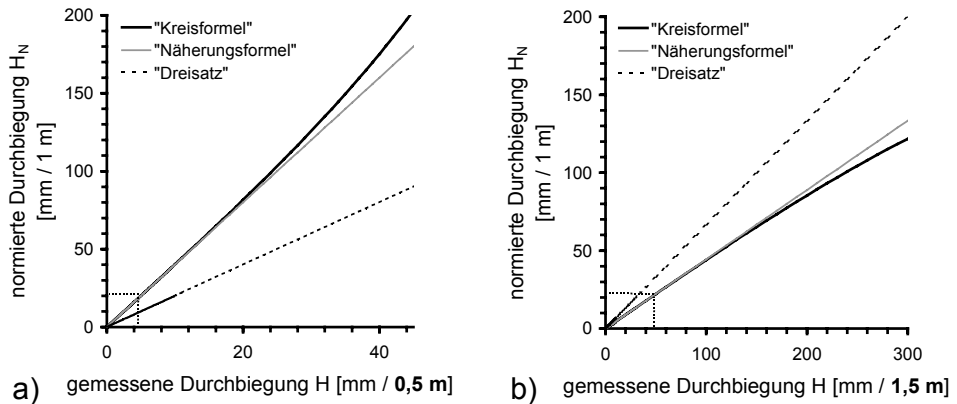 normierte Durchbiegung H_N
[mm / 1 m]
200
150
100
50
0
"Kreisformel"
"Näherungsformel"
"Dreisatz"
0
20
40
a)
gemessene Durchbiegung H [mm / 0,5 m]
normierte Durchbiegung H_N
[mm / 1 m]
200
150
100
50
0
"Kreisformel"
"Näherungsformel"
"Dreisatz"
0
100
200
300
b)
gemessene Durchbiegung H [mm / 1,5 m]